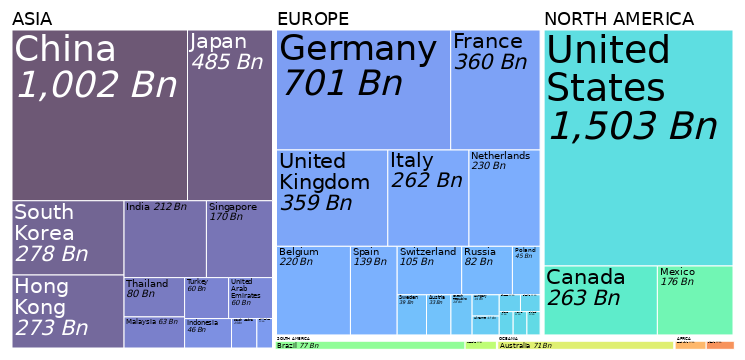 ASIA
China
1,002 Bn
Japan
485 Bn
South
Korea
278 Bn
India 212 Bn
Singapore
170 Bn
Hong
Kong
273 Bn
Thailand
80 Bn
Turkey
60 Bn
United
Arab
Emirates
60 Bn
Malaysia 63 Bn
Indonesia
46 Bn
EUROPE
Germany
701 Bn
France
360 Bn
United
Kingdom
359 Bn
Italy
262 Bn
Netherlands
230 Bn
Belgium
220 Bn
Spain
139 Bn
Switzerland
105 Bn
Russia
82 Bn
Poland
45 Bn
Sweden
39 Bn
Austria
33 Bn
NORTH AMERICA
United
States
1,503 Bn
Canada
263 Bn
Mexico
176 Bn
SOUTH AMERICA
Brazil 77 Bn
OCEANIA
Australia 71 Bn
AFRICA